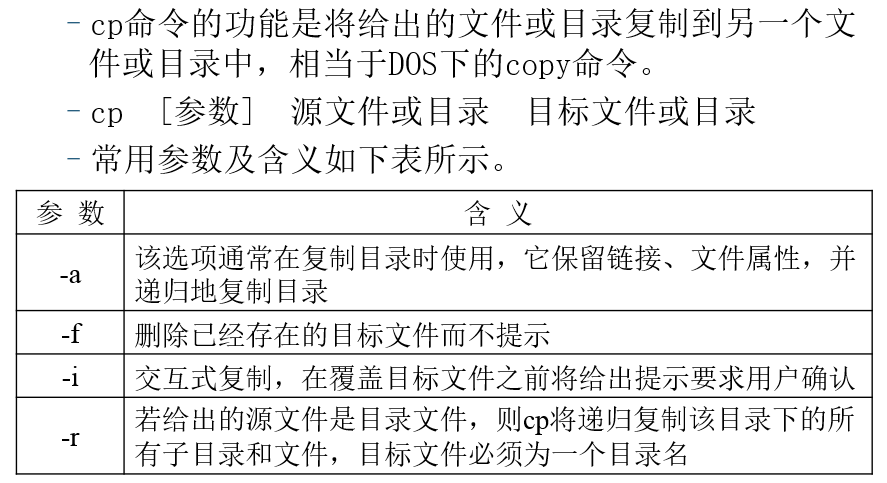 – cp命令的功能是将给出的文件或目录复制到另一个文
件或目录中，相当于DOS下的copy命令。
– cp [参数] 源文件或目录 目标文件或目录
– 常用参数及含义如下表所示。
参 数 含 义
-a 该选项通常在复制目录时使用，它保留链接、文件属性，并
递归地复制目录
-f 删除已经存在的目标文件而不提示
-i 交互式复制，在覆盖目标文件之前将给出提示要求用户确认
-r 若给出的源文件是目录文件，则cp将递归复制该目录下的所
有子目录和文件，目标文件必须为一个目录名